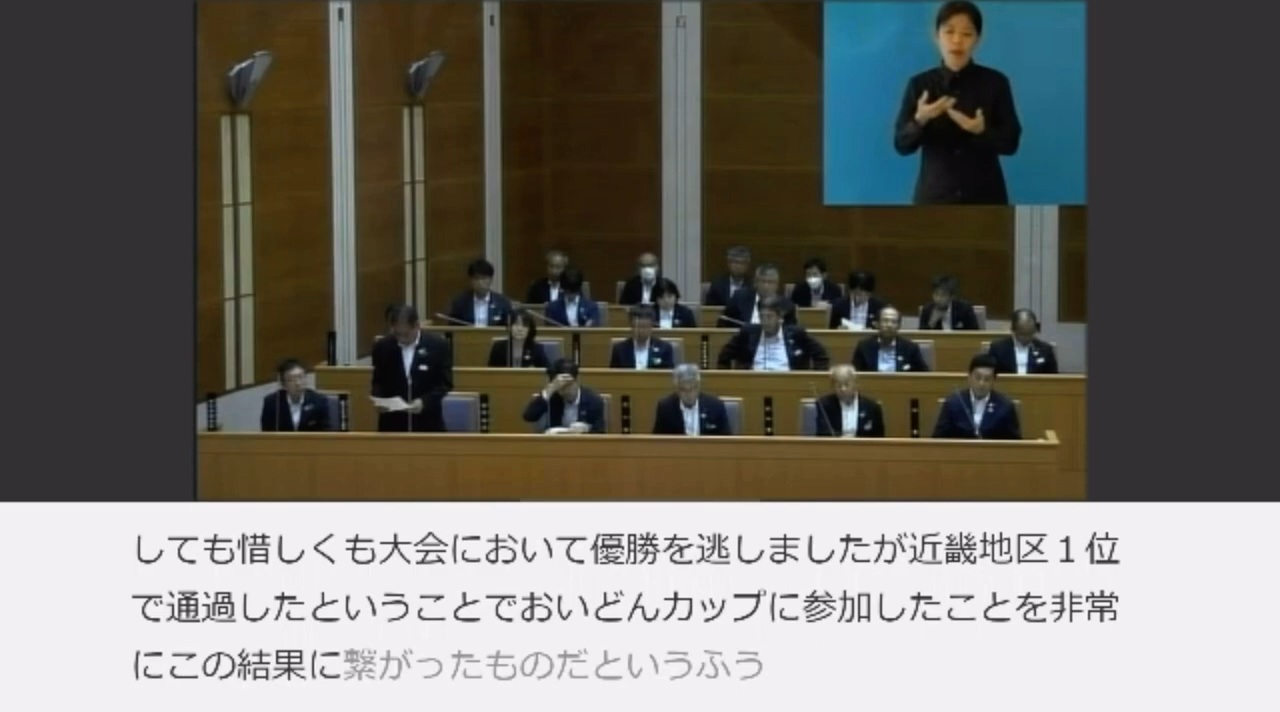 しても惜しくも大会において優勝を逃しましたが近畿地区１位
で通過したということでおいどんカップに参加したことを非常
にこの結果に繋がったものだというふう